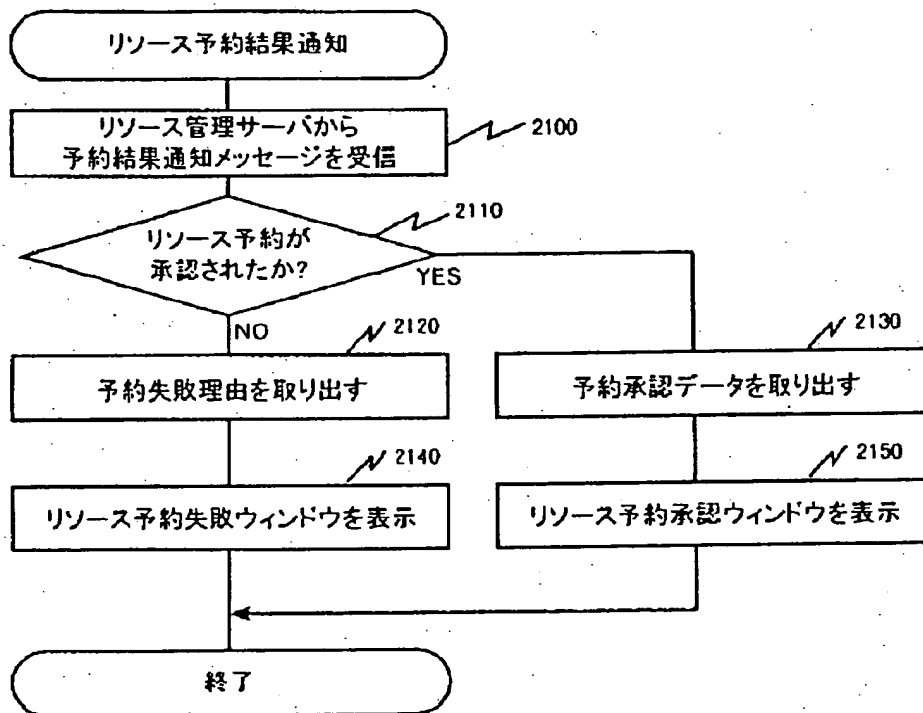 リソース予約結果通知
リソース管理サーバから
予約結果通知メッセージを受信
2100
2110
リソース予約が
承認されたか?
YES
NO
2120
予約失敗理由を取り出す
2130
予約承認データを取り出す
2140
リソース予約失敗ウィンドウを表示
2150
リソース予約承認ウィンドウを表示
終了